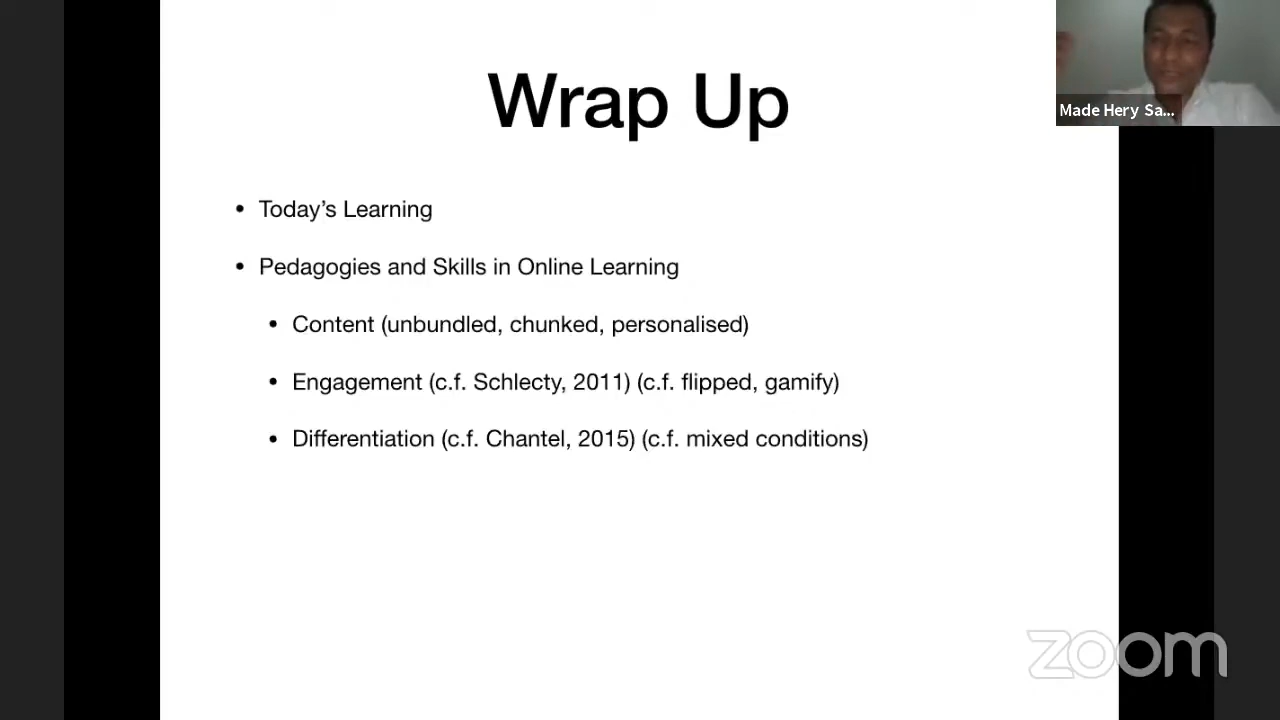 Wrap Up
Made Hery Sa...
• Today’s Learning
• Pedagogies and Skills in Online Learning
• Content (unbundled, chunked, personalised)
• Engagement (c.f. Schlecty, 2011) (c.f. flipped, gamify)
• Differentiation (c.f. Chantel, 2015) (c.f. mixed conditions)
zoom